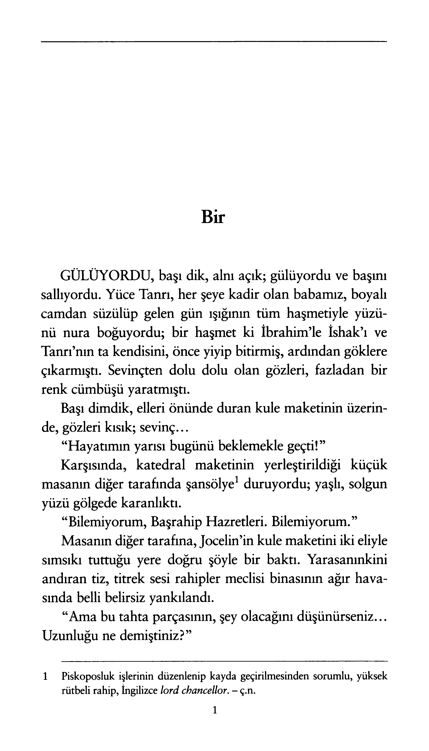 Bir
GÜLÜYORDU, başı dik, alnı açık; gülüyordu ve başını
sallıyordu. Yüce Tanrı, her şeye kadir olan babamız, boyalı
camdan süzülüp gelen gün ışığının tüm haşmetiyle yüzü-
nü nura boğuyordu; bir haşmet ki İbrahim'le İshak'ı ve
Tanrı'nın ta kendisini, önce yiyip bitirmiş, ardından göklere
çıkarmıştı. Sevinçten dolu dolu olan gözleri, fazladan bir
renk cümbüşü yaratmıştı.
Başı dimdik, elleri önünde duran kule maketinin üzerin-
de, gözleri kısık; sevinç...
“Hayatımın yarısı bugünü beklemekle geçti!”
Karşısında, katedral maketinin yerleştirildiği küçük
masanın diğer tarafında şansölye¹ duruyordu; yaşlı, solgun
yüzü gölgede karanlıktı.
“Bilemiyorum, Başrahip Hazretleri. Bilemiyorum.”
Masanın diğer tarafına, Jocelin'in kule maketini iki eliyle
sımsıkı tuttuğu yere doğru şöyle bir baktı. Yarasanınkini
andıran tiz, titrek sesi rahipler meclisi binasının ağır hava-
sında belli belirsiz yankılandı.
“Ama bu tahta parçasının, şey olacağını düşünürseniz...
Uzunluğu ne demiştiniz?”
1 Piskoposluk işlerinin düzenlenip kayda geçirilmesinden sorumlu, yüksek
rütbeli rahip, İngilizce lord chancellor. – ç.n.
1